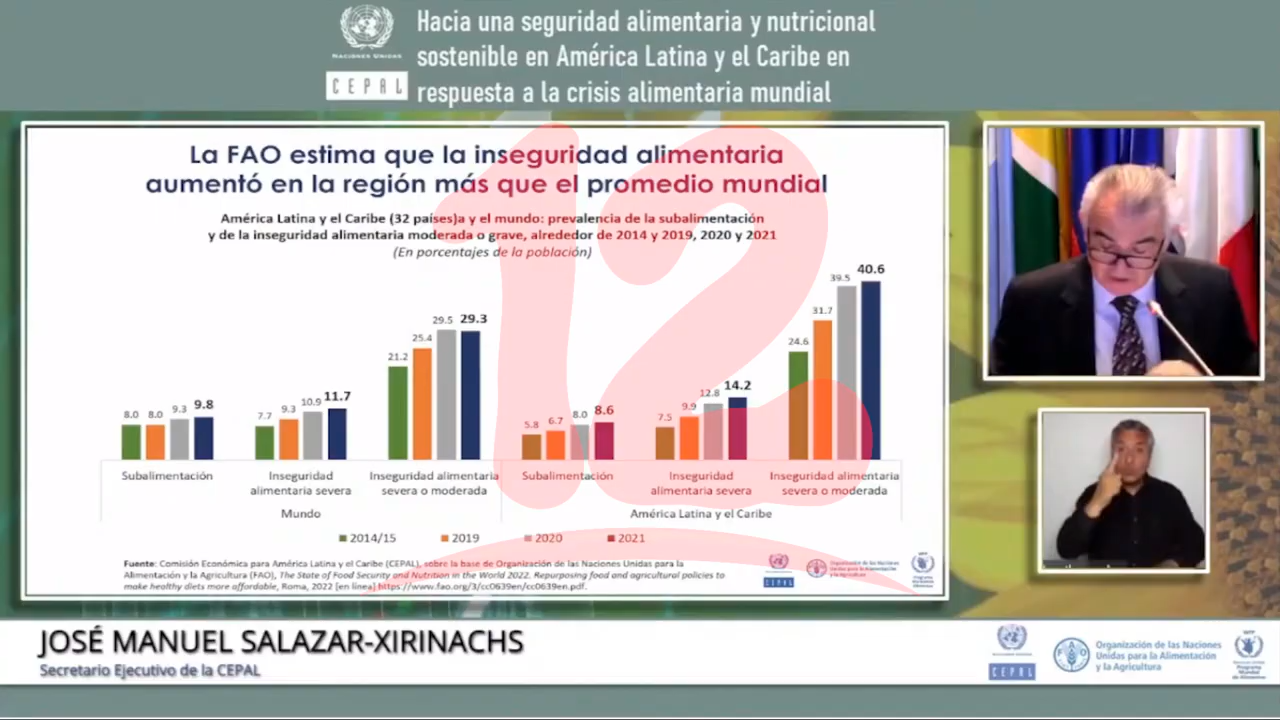 Hacia una seguridad alimentaria y nutricional
sostenible en América Latina y el Caribe en
respuesta a la crisis alimentaria mundial
NACIONES UNIDAS
CEPAL
La FAO estima que la inseguridad alimentaria
aumentó en la región más que el promedio mundial
América Latina y el Caribe (32 países)a y el mundo: prevalencia de la subalimentación
y de la inseguridad alimentaria moderada o grave, alrededor de 2014 y 2019, 2020 y 2021
(En porcentajes de la población)
8.0 8.0 9.3 9.8
7.7 9.3 10.9 11.7
21.2 25.4 29.5 29.3
5.8 6.7 8.0 8.6
7.5 9.9 12.8 14.2
24.6 31.7 39.5 40.6
Subalimentación
Inseguridad
alimentaria severa
Inseguridad alimentaria
severa o moderada
Subalimentación
Inseguridad
alimentaria severa
Inseguridad alimentaria
severa o moderada
Mundo
América Latina y el Caribe
2014/15 2019 2020 2021
Fuente: Comisión Económica para América Latina y el Caribe (CEPAL), sobre la base de Organización de las Naciones Unidas para la
Alimentación y la Agricultura (FAO), The State of Food Security and Nutrition in the World 2022. Repurposing food and agricultural policies to
make healthy diets more affordable, Roma, 2022 [en línea] https://www.fao.org/3/cc0639en/cc0639en.pdf.
12
JOSÉ MANUEL SALAZAR-XIRINACHS
Secretario Ejecutivo de la CEPAL
CEPAL
FAO
Organización de las Naciones
Unidas para la Alimentación
y la Agricultura
WFP
Programa
Mundial
de Alimentos